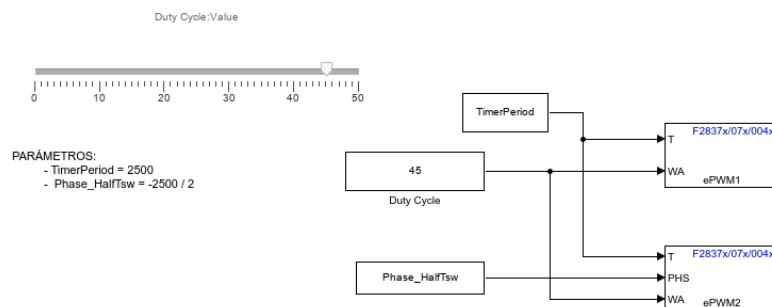 Duty Cycle:Value
0 10 20 30 40 50
PARÁMETROS:
- TimerPeriod = 2500
- Phase_HalfTsw = -2500 / 2
TimerPeriod
45
Duty Cycle
Phase_HalfTsw
F2837x/07x/004x
T
WA
ePWM1
F2837x/07x/004x
T
PHS
WA
ePWM2